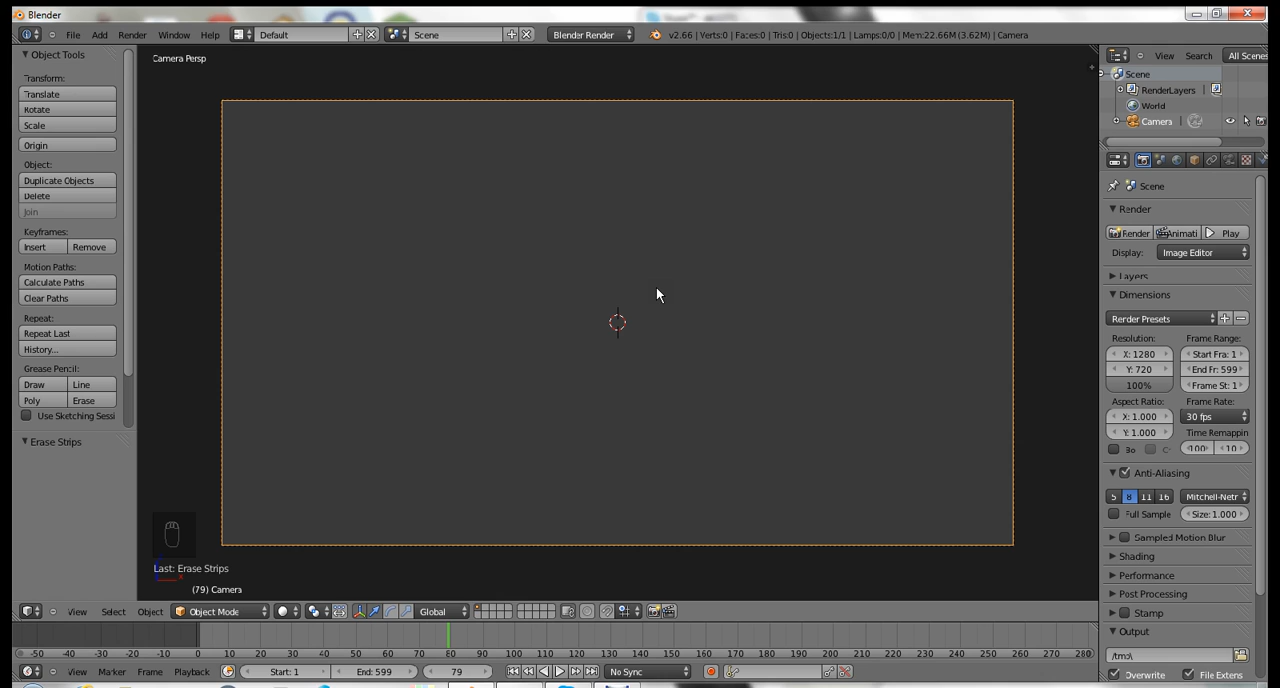 Blender
File Add Render Window Help Default Scene Blender Render v2.66 | Verts:0 | Faces:0 | Tris:0 | Objects:1/1 | Lamps:0/0 | Mem:22.66M (3.62M) | Camera
Object Tools
Transform:
Translate
Rotate
Scale
Origin
Object:
Duplicate Objects
Delete
Join
Keyframes:
Insert Remove
Motion Paths:
Calculate Paths
Clear Paths
Repeat:
Repeat Last
History...
Grease Pencil:
Draw Line
Poly Erase
Use Sketching Sessi
Erase Strips
Camera Persp
Last: Erase Strips
(79) Camera
View Search All Scenes
Scene
RenderLayers
World
Camera
Scene
Render
Render Animati Play
Display: Image Editor
Layers
Dimensions
Render Presets
Resolution: Frame Range:
X: 1280 Start Fra: 1
Y: 720 End Fr: 599
100% Frame St: 1
Aspect Ratio: Frame Rate:
X: 1.000 30 fps
Y: 1.000 Time Remappin
Bo C 100 10
Anti-Aliasing
5 8 11 16 Mitchell-Netr
Full Sample Size: 1.000
Sampled Motion Blur
Shading
Performance
Post Processing
Stamp
Output
/tmp\
Overwrite File Extens
View Select Object Object Mode Global
-50 -40 -30 -20 -10 0 10 20 30 40 50 60 70 80 90 100 110 120 130 140 150 160 170 180 190 200 210 220 230 240 250 260 270 280
View Marker Frame Playback Start: 1 End: 599 79 No Sync